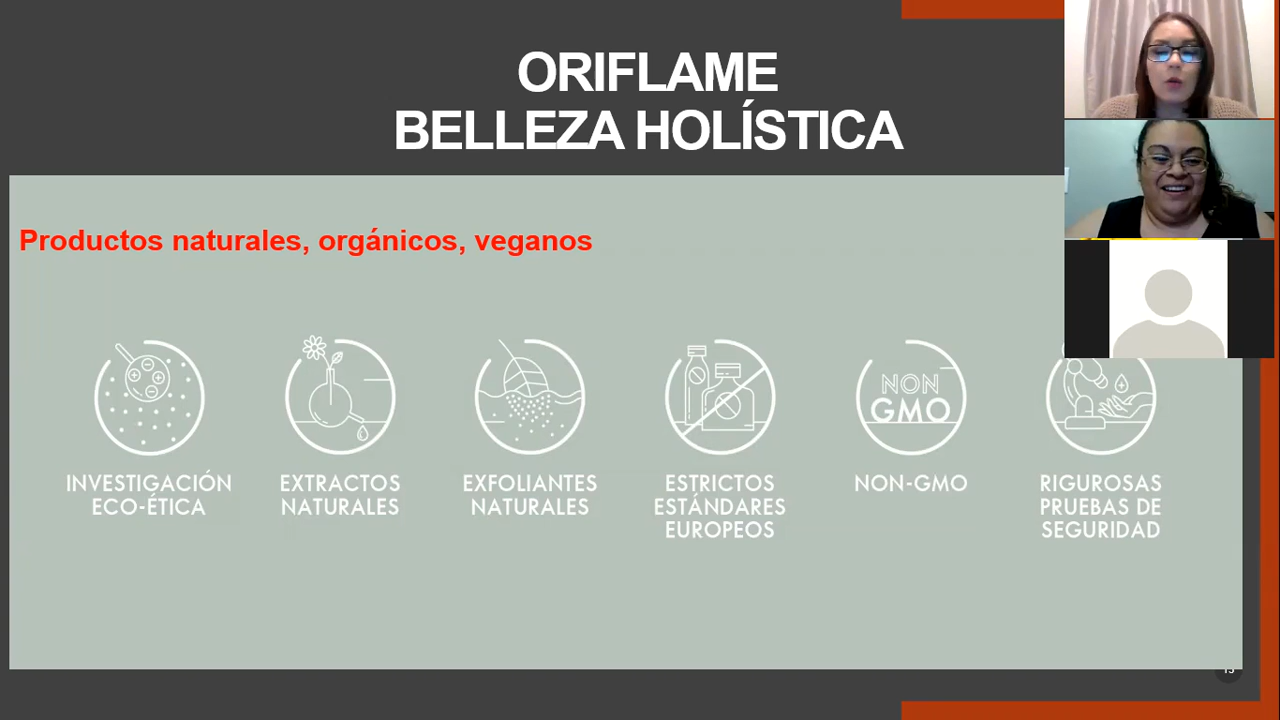 ORIFLAME
BELLEZA HOLÍSTICA
Productos naturales, orgánicos, veganos
NON
GMO
INVESTIGACIÓN
ECO-ÉTICA
EXTRACTOS
NATURALES
EXFOLIANTES
NATURALES
ESTRICTOS
ESTÁNDARES
EUROPEOS
NON-GMO
RIGUROSAS
PRUEBAS DE
SEGURIDAD